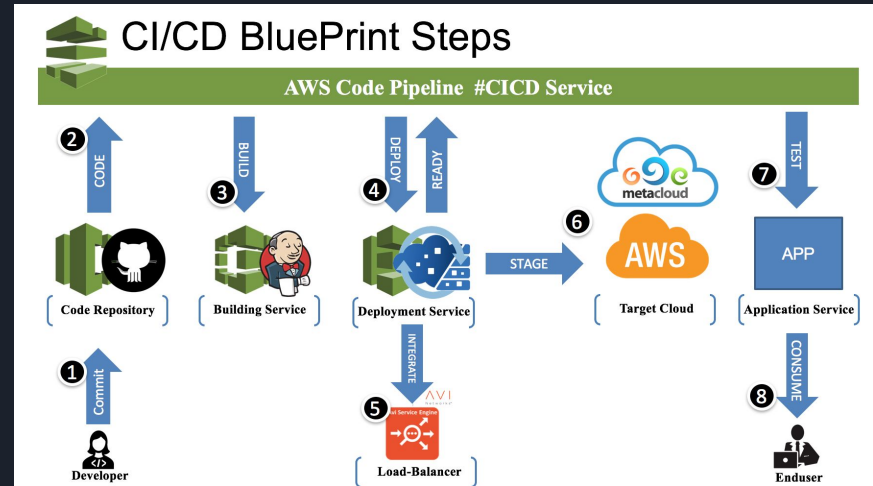 CI/CD BluePrint Steps
AWS Code Pipeline #CICD Service
2
CODE
BUILD
3
DEPLOY
4
READY
TEST
7
metacloud
6
AWS
STAGE
APP
Code Repository
Building Service
Deployment Service
Target Cloud
Application Service
1
Commit
INTEGRATE
CONSUME
AVI
5
8
Service Engine
Load-Balancer
Developer
Enduser